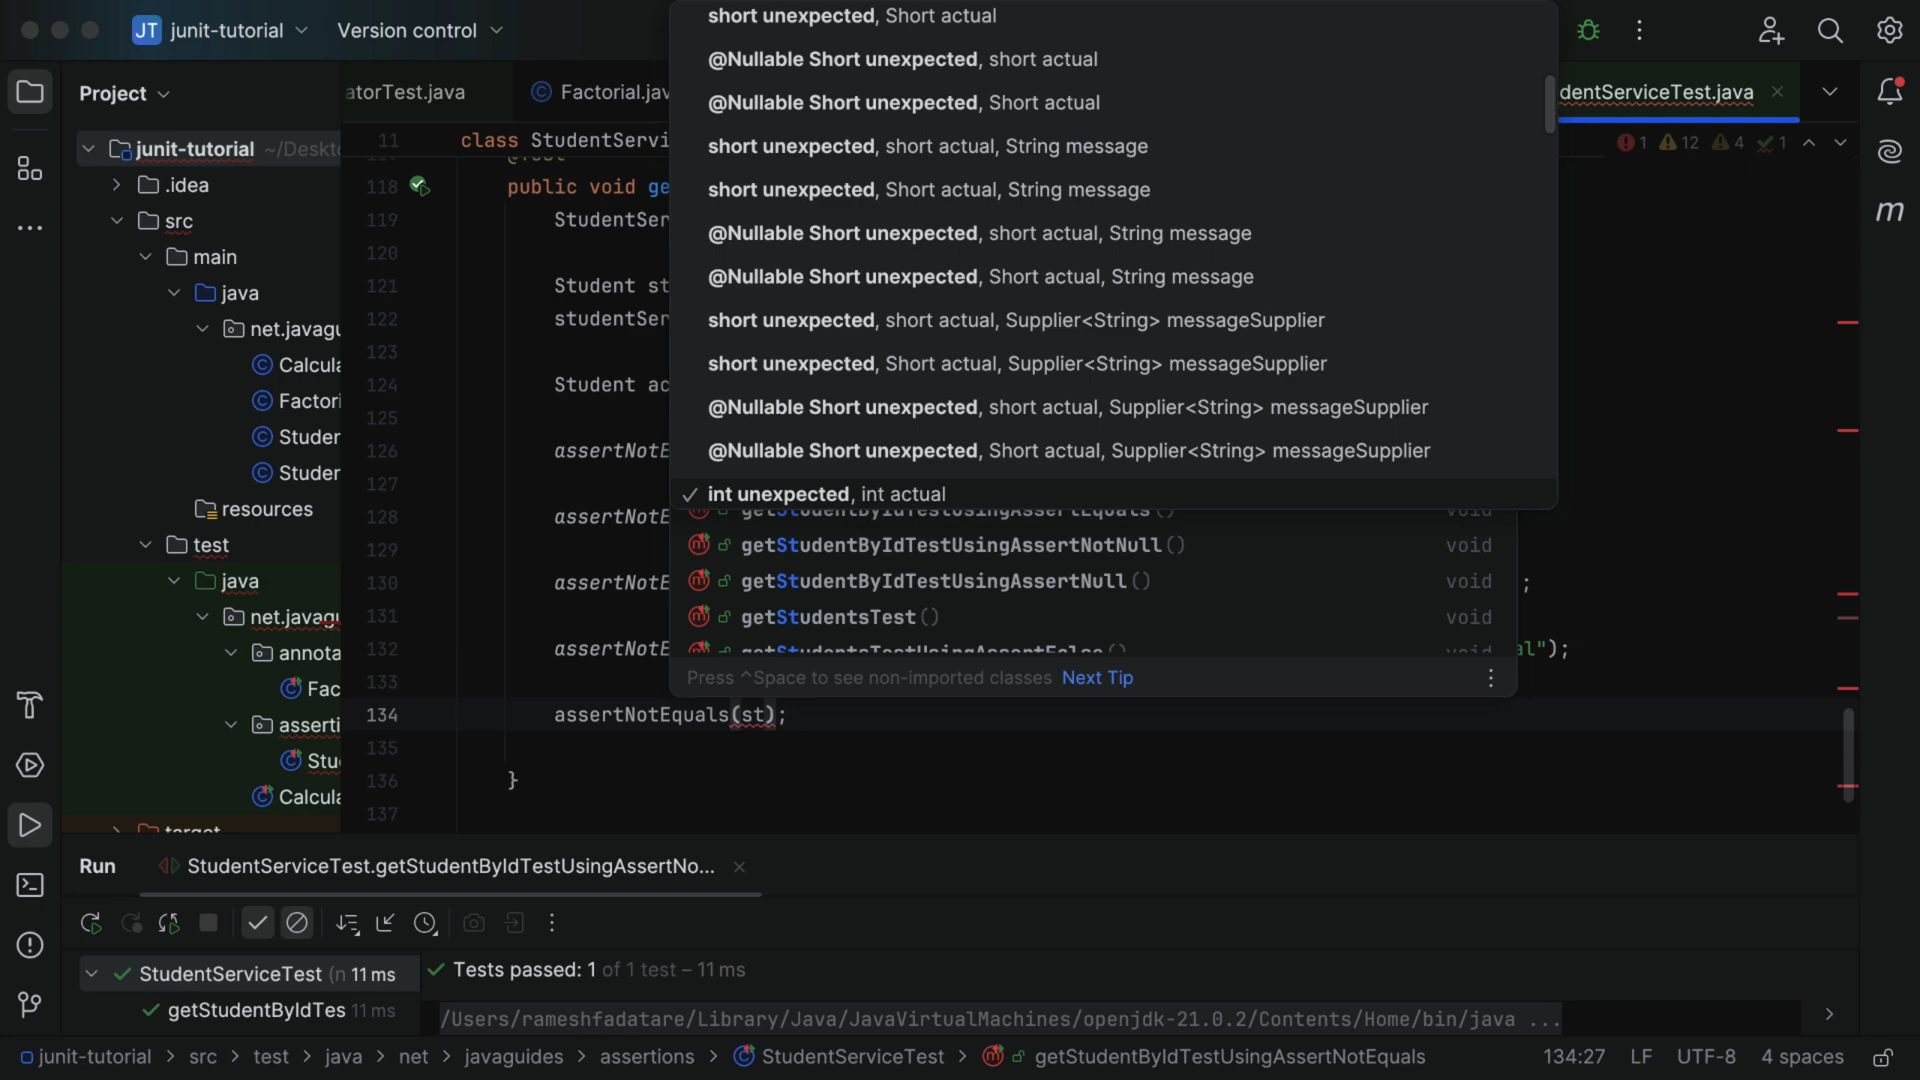 JT junit-tutorial
Version control
Project
atorTest.java
Factorial.jav
dentServiceTest.java
junit-tutorial ~/Deskto
.idea
src
main
java
net.javagu
Calcula
Factori
Studer
Studer
resources
test
java
net.javagu
annota
Fac
asserti
Stu
Calcula
target
1 12 4 1
11 class StudentServi
118 public void ge
119 StudentSer
120
121 Student st
122 studentSer
123
124 Student ac
125
126 assertNotE
127
128 assertNotE
129
130 assertNotE ;
131
132 assertNotE al");
133
134 assertNotEquals(st);
135
136 }
137
short unexpected, Short actual
@Nullable Short unexpected, short actual
@Nullable Short unexpected, Short actual
short unexpected, short actual, String message
short unexpected, Short actual, String message
@Nullable Short unexpected, short actual, String message
@Nullable Short unexpected, Short actual, String message
short unexpected, short actual, Supplier<String> messageSupplier
short unexpected, Short actual, Supplier<String> messageSupplier
@Nullable Short unexpected, short actual, Supplier<String> messageSupplier
@Nullable Short unexpected, Short actual, Supplier<String> messageSupplier
int unexpected, int actual
getStudentByIdTestUsingAssertEquals() void
getStudentByIdTestUsingAssertNotNull() void
getStudentByIdTestUsingAssertNull() void
getStudentsTest() void
getStudentsTestUsingAssertFalse() void
Press ^Space to see non-imported classes Next Tip
m
Run
StudentServiceTest.getStudentByIdTestUsingAssertNo...
StudentServiceTest (n 11 ms
getStudentByIdTes 11 ms
Tests passed: 1 of 1 test – 11 ms
/Users/rameshfadatare/Library/Java/JavaVirtualMachines/openjdk-21.0.2/Contents/Home/bin/java ...
junit-tutorial > src > test > java > net > javaguides > assertions > StudentServiceTest > getStudentByIdTestUsingAssertNotEquals
134:27 LF UTF-8 4 spaces